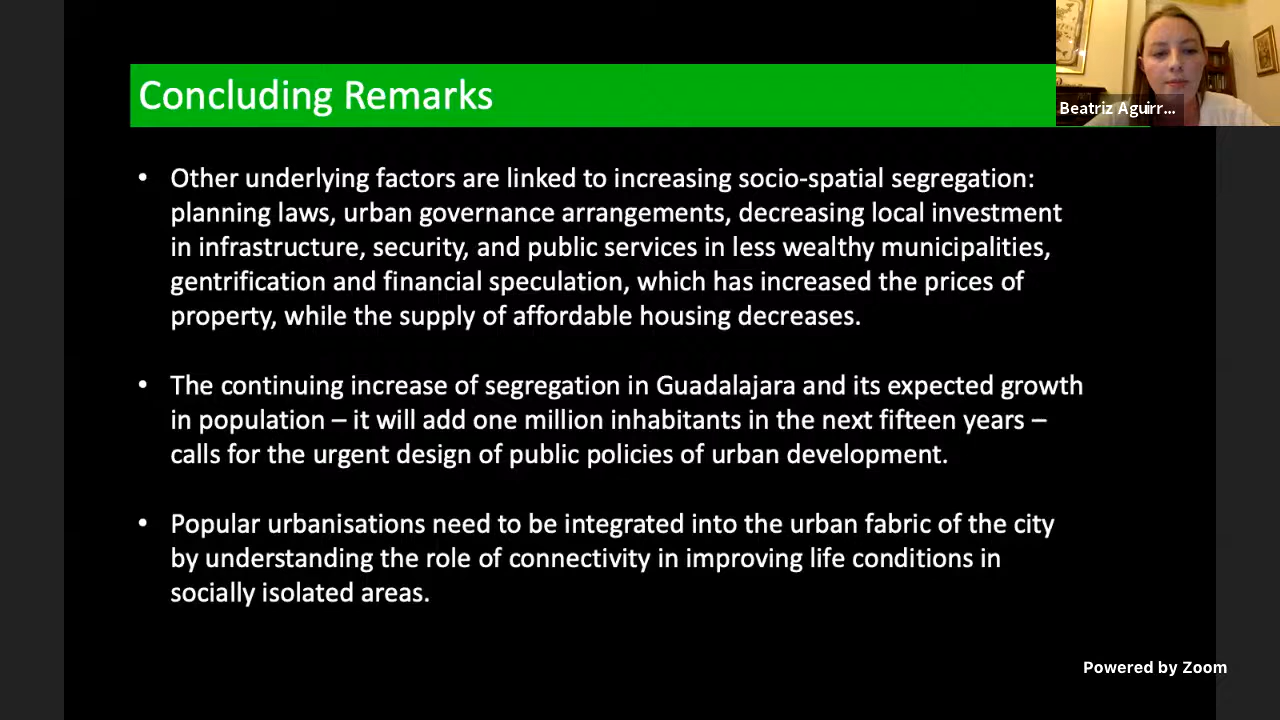 Concluding Remarks
Beatriz Aguirr...
• Other underlying factors are linked to increasing socio-spatial segregation:
planning laws, urban governance arrangements, decreasing local investment
in infrastructure, security, and public services in less wealthy municipalities,
gentrification and financial speculation, which has increased the prices of
property, while the supply of affordable housing decreases.
• The continuing increase of segregation in Guadalajara and its expected growth
in population – it will add one million inhabitants in the next fifteen years –
calls for the urgent design of public policies of urban development.
• Popular urbanisations need to be integrated into the urban fabric of the city
by understanding the role of connectivity in improving life conditions in
socially isolated areas.
Powered by Zoom